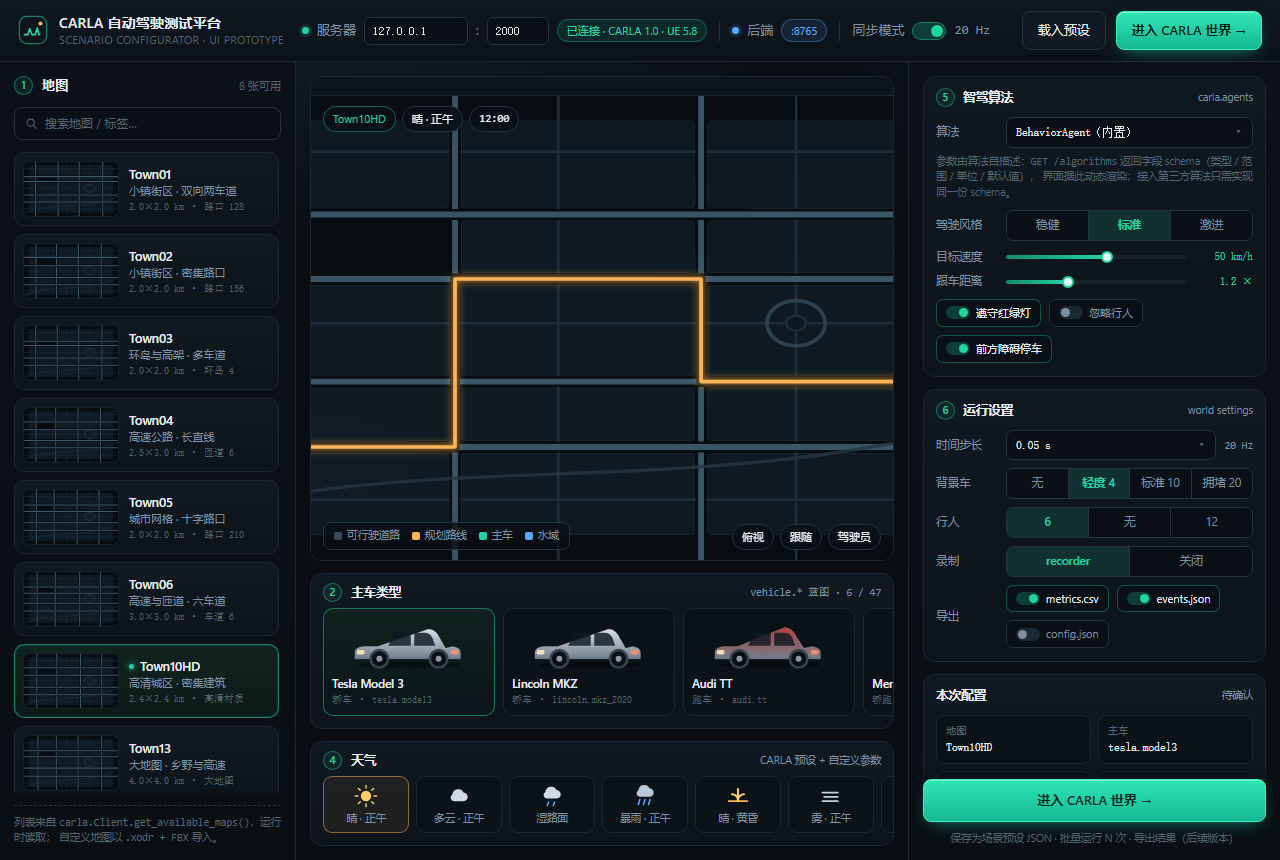 CARLA 自动驾驶测试平台
SCENARIO CONFIGURATOR · UI PROTOTYPE
服务器
127.0.0.1
:
2000
已连接 · CARLA 1.0 · UE 5.8
后端
:8765
同步模式
20 Hz
载入预设
进入 CARLA 世界 →
1
地图
8 张可用
搜索地图 / 标签...
Town01
小镇街区 · 双向两车道
2.0×2.0 km • 路口 128
Town02
小镇街区 · 密集路口
2.0×2.0 km • 路口 156
Town03
环岛与高架 · 多车道
2.0×2.0 km • 环岛 4
Town04
高速公路 · 长直线
2.5×3.0 km • 匝道 6
Town05
城市网格 · 十字路口
2.0×2.0 km • 路口 210
Town06
高速与匝道 · 六车道
3.0×3.0 km • 车道 6
Town10HD
高清城区 · 密集建筑
2.4×2.4 km • 高清材质
Town13
大地图 · 乡野与高速
4.0×4.0 km • 大地图
列表来自 carla.Client.get_available_maps()，运行
时读取；自定义地图以 .xodr + FBX 导入。
Town10HD
晴 · 正午
12:00
可行驶道路
规划路线
主车
水域
俯视
跟随
驾驶员
2
主车类型
vehicle.* 蓝图 · 6 / 47
Tesla Model 3
轿车 • tesla.model3
Lincoln MKZ
轿车 • lincoln.mkz_2020
Audi TT
跑车 • audi.tt
Mer
轿跑
4
天气
CARLA 预设 + 自定义参数
晴 · 正午
多云 · 正午
湿路面
暴雨 · 正午
晴 · 黄昏
雾 · 正午
5
智驾算法
carla.agents
算法
BehaviorAgent（内置）
参数由算法自描述：GET /algorithms 返回字段 schema（类型 / 范
围 / 单位 / 默认值），界面据此动态渲染；接入第三方算法只需实现
同一份 schema。
驾驶风格
稳健
标准
激进
目标速度
50 km/h
跟车距离
1.2 ×
遵守红绿灯
忽略行人
前方障碍停车
6
运行设置
world settings
时间步长
0.05 s
20 Hz
背景车
无
轻度 4
标准 10
拥堵 20
行人
6
无
12
录制
recorder
关闭
导出
metrics.csv
events.json
config.json
本次配置
待确认
地图
Town10HD
主车
tesla.model3
进入 CARLA 世界 →
保存为场景预设 JSON · 批量运行 N 次 · 导出结果（后续版本）